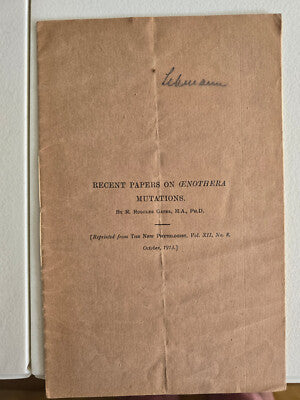 Lehmann
RECENT PAPERS ON ŒNOTHERA
MUTATIONS.
BY R. RUGGLES GATES, M.A., PH.D.
[Reprinted from THE NEW PHYTOLOGIST, Vol. XII, No. 8,
October, 1913.]